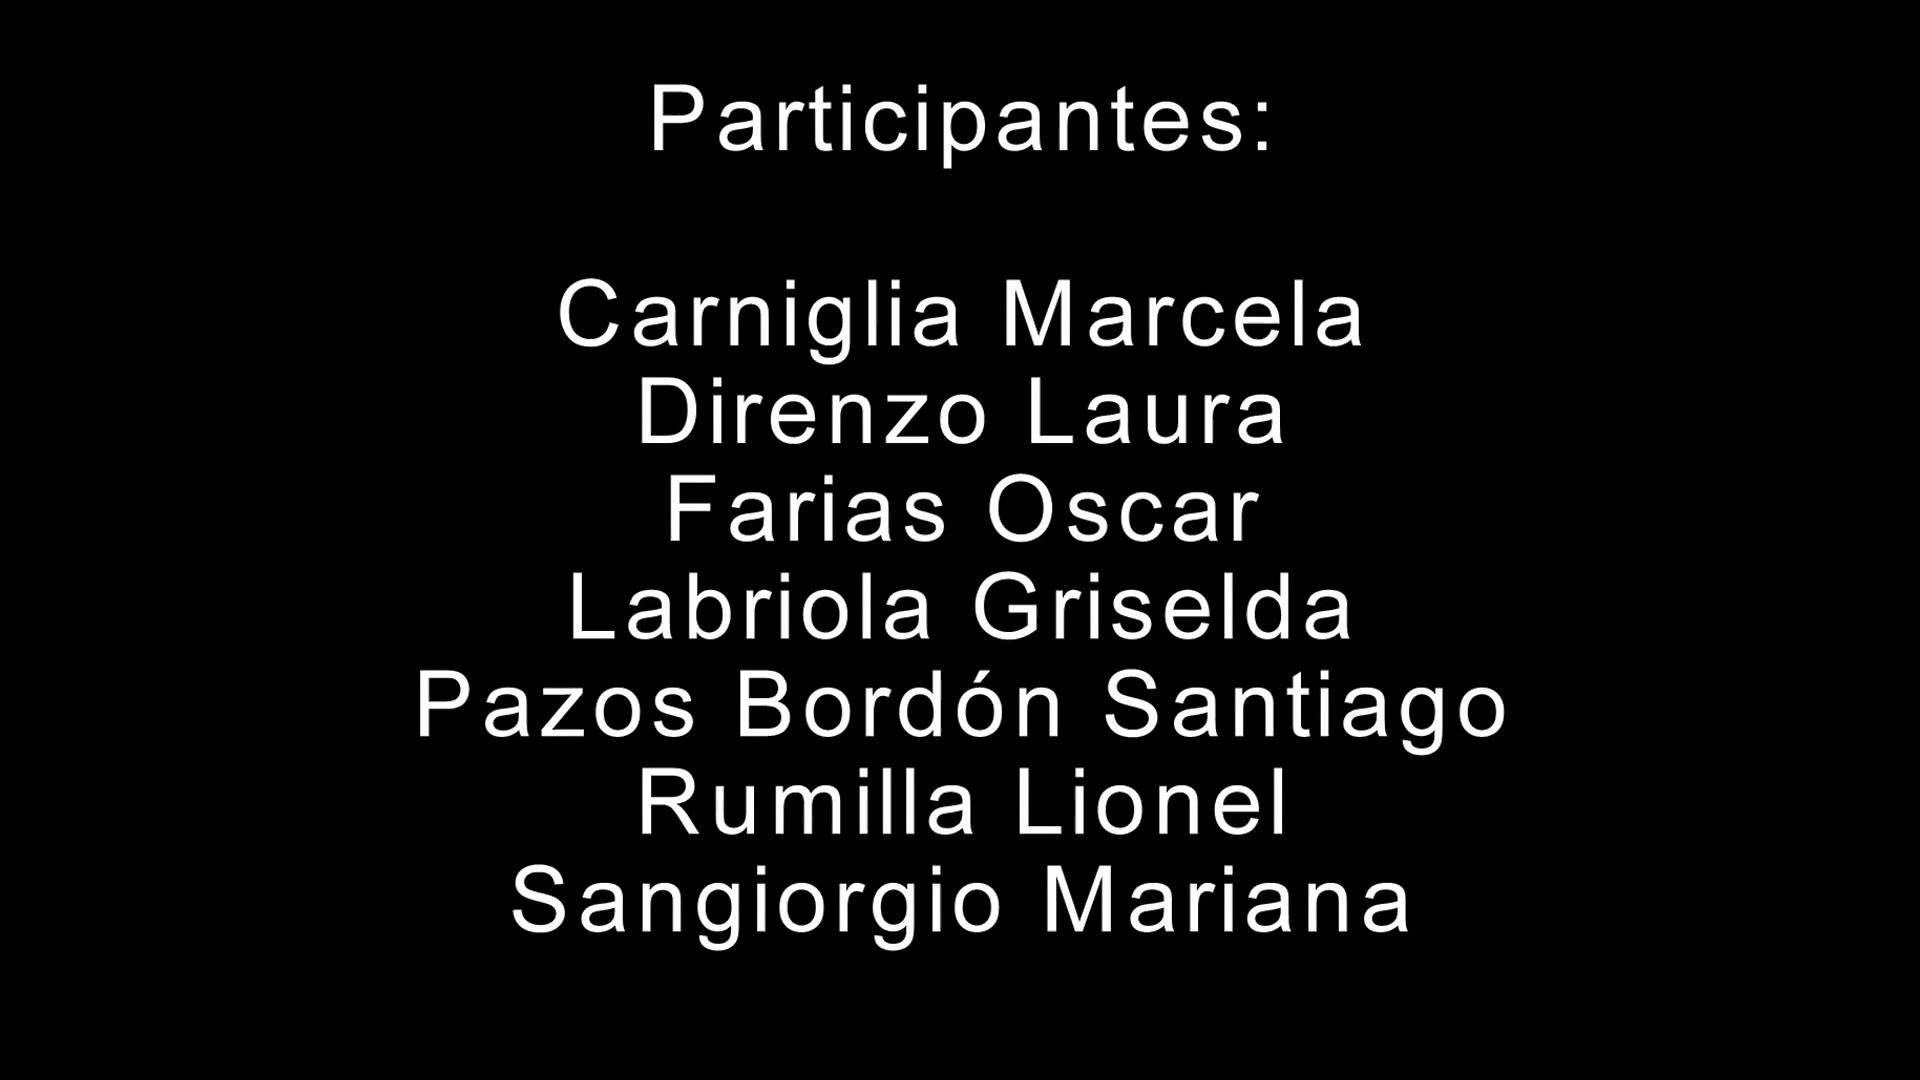 Participantes:
Carniglia Marcela
Direnzo Laura
Farias Oscar
Labriola Griselda
Pazos Bordón Santiago
Rumilla Lionel
Sangiorgio Mariana